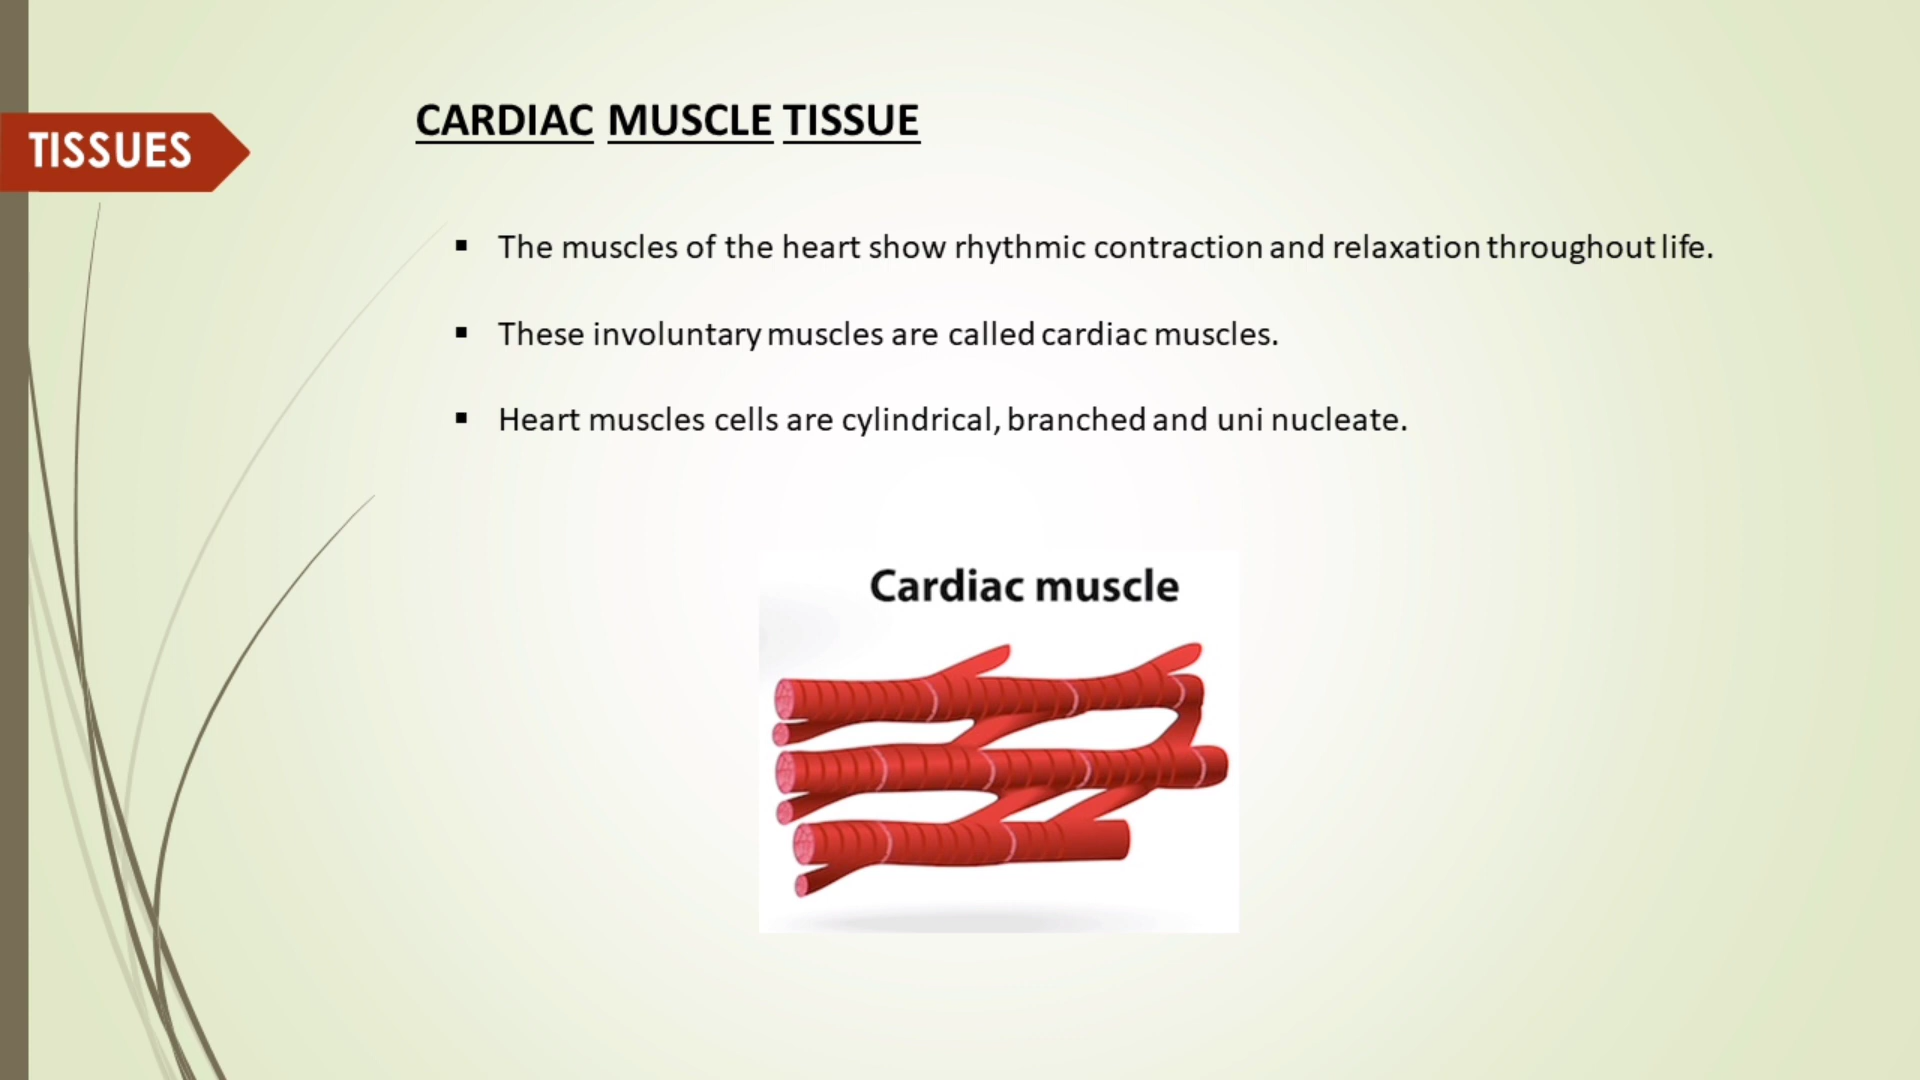 TISSUES
CARDIAC MUSCLE TISSUE
▪ The muscles of the heart show rhythmic contraction and relaxation throughout life.
▪ These involuntary muscles are called cardiac muscles.
▪ Heart muscles cells are cylindrical, branched and uni nucleate.
Cardiac muscle